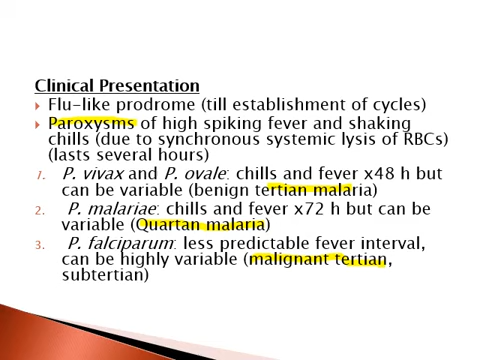 Clinical Presentation
Flu-like prodrome (till establishment of cycles)
Paroxysms of high spiking fever and shaking
chills (due to synchronous systemic lysis of RBCs)
(lasts several hours)
1. P. vivax and P. ovale: chills and fever x48 h but
can be variable (benign tertian malaria)
2. P. malariae: chills and fever x72 h but can be
variable (Quartan malaria)
3. P. falciparum: less predictable fever interval,
can be highly variable (malignant tertian,
subtertian)